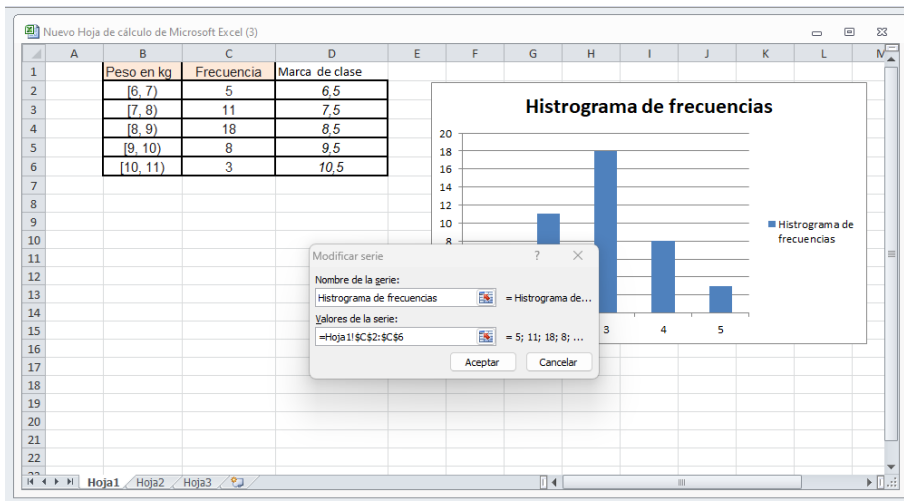 Nuevo Hoja de cálculo de Microsoft Excel (3)
A B C D E F G H I J K L M
1 Peso en kg Frecuencia Marca de clase
2 [6, 7) 5 6,5
3 [7, 8) 11 7,5
4 [8, 9) 18 8,5
5 [9, 10) 8 9,5
6 [10, 11) 3 10,5
7
8
9
10
11
12
13
14
15
16
17
18
19
20
21
22
Histrograma de frecuencias
20
18
16
14
12
10
8
3 4 5
Histrograma de
frecuencias
Modificar serie ?
Nombre de la serie:
Histrograma de frecuencias = Histrograma de...
Valores de la serie:
=Hoja1!$C$2:$C$6 = 5; 11; 18; 8; ...
Aceptar Cancelar
Hoja1 Hoja2 Hoja3